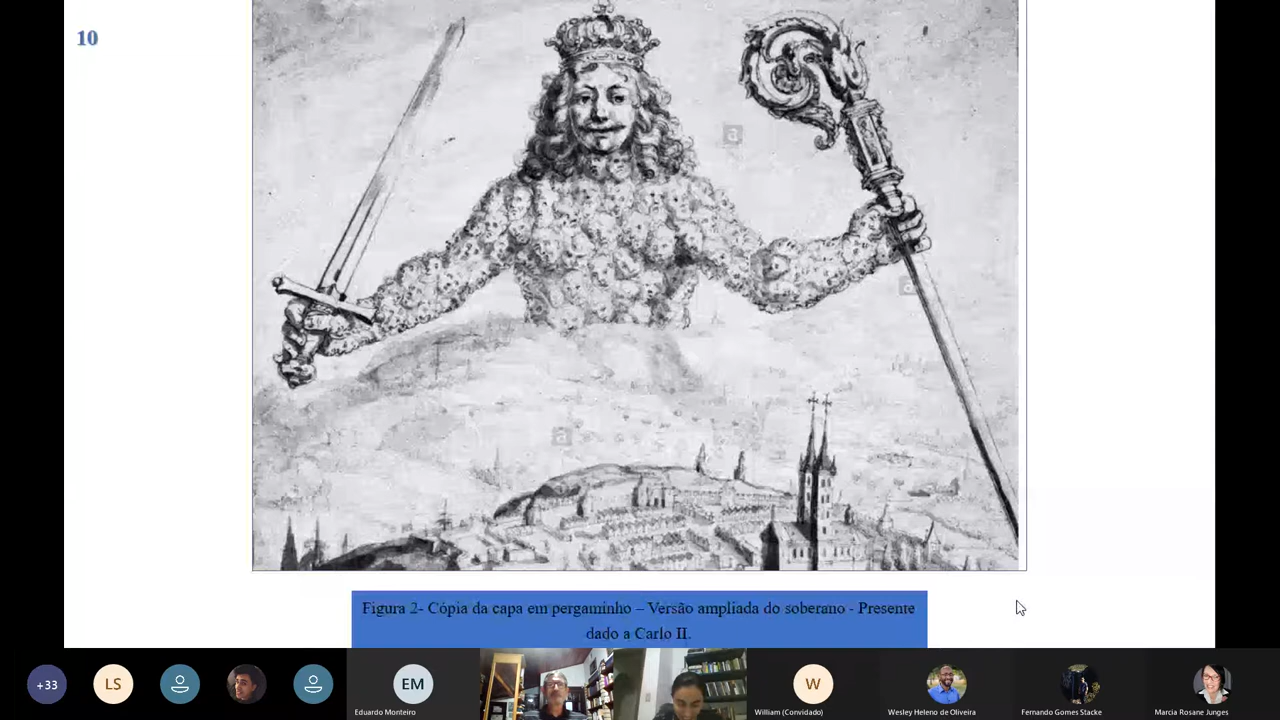 10
a
a
a
Figura 2- Cópia da capa em pergaminho – Versão ampliada do soberano - Presente
dado a Carlo II.
+33
LS
EM
W
Eduardo Monteiro
William (Convidado)
Wesley Heleno de Oliveira
Fernando Gomes Stacke
Marcia Rosane Junges